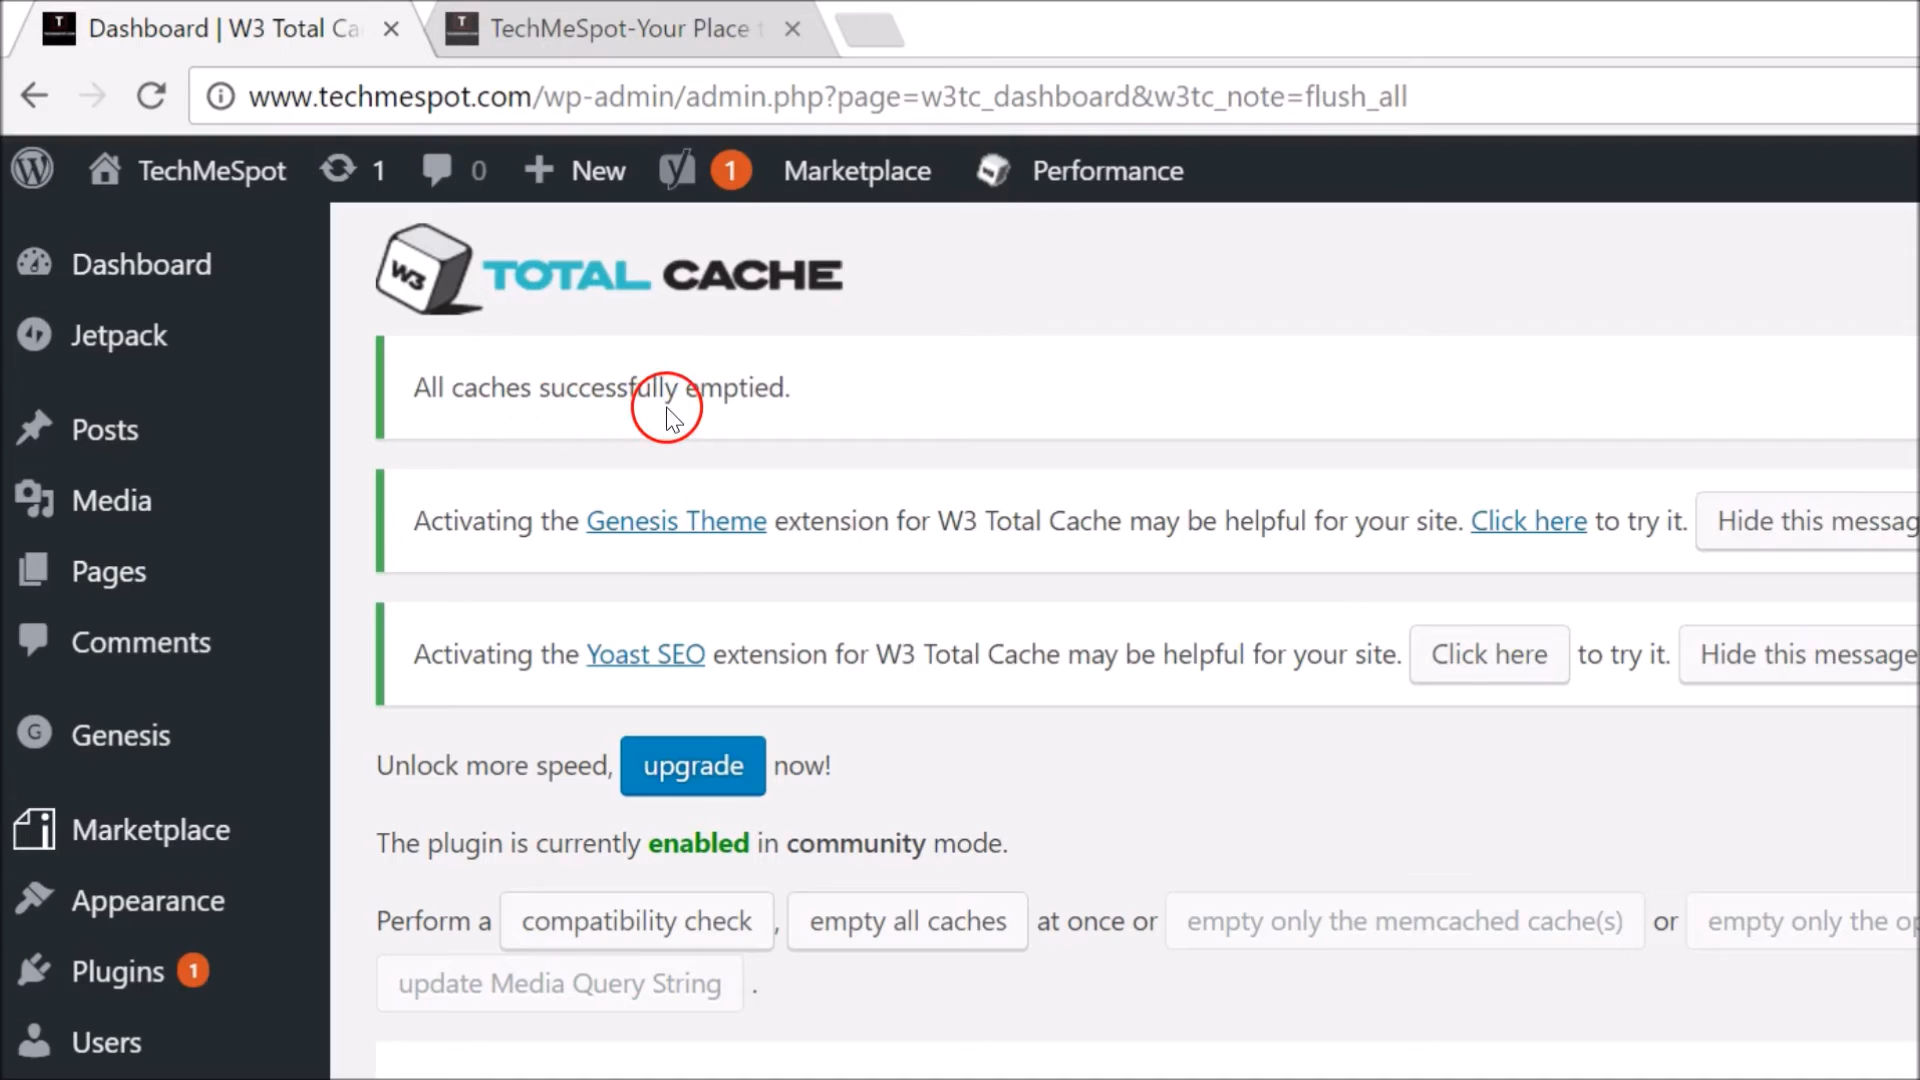 Dashboard | W3 Total Ca
TechMeSpot-Your Place
www.techmespot.com/wp-admin/admin.php?page=w3tc_dashboard&w3tc_note=flush_all
TechMeSpot 1 0 New 1 Marketplace Performance
Dashboard
Jetpack
Posts
Media
Pages
Comments
Genesis
Marketplace
Appearance
Plugins 1
Users
W3 TOTAL CACHE
All caches successfully emptied.
Activating the Genesis Theme extension for W3 Total Cache may be helpful for your site. Click here to try it. Hide this messag
Activating the Yoast SEO extension for W3 Total Cache may be helpful for your site. Click here to try it. Hide this message
Unlock more speed, upgrade now!
The plugin is currently enabled in community mode.
Perform a compatibility check , empty all caches at once or empty only the memcached cache(s) or empty only the op
update Media Query String .